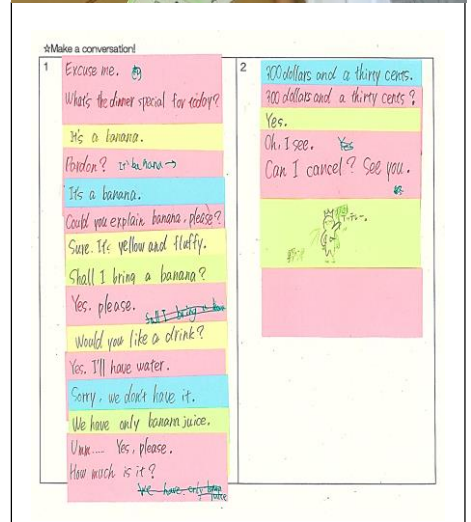 ☆Make a conversation!
1
Excuse me.
What's the dinner special for today?
It's a banana.
Pardon?
It's a banana.
Could you explain banana, please?
Sure. It's yellow and fluffy.
Shall I bring a banana?
Yes, please.
Would you like a drink?
Yes. I'll have water.
Sorry, we don't have it.
We have only banana juice.
Umm.... Yes, please.
How much is it?
2
300 dollars and a thirty cents.
300 dollars and a thirty cents?
Yes.
Oh, I see. Yes
Can I cancel? See you.